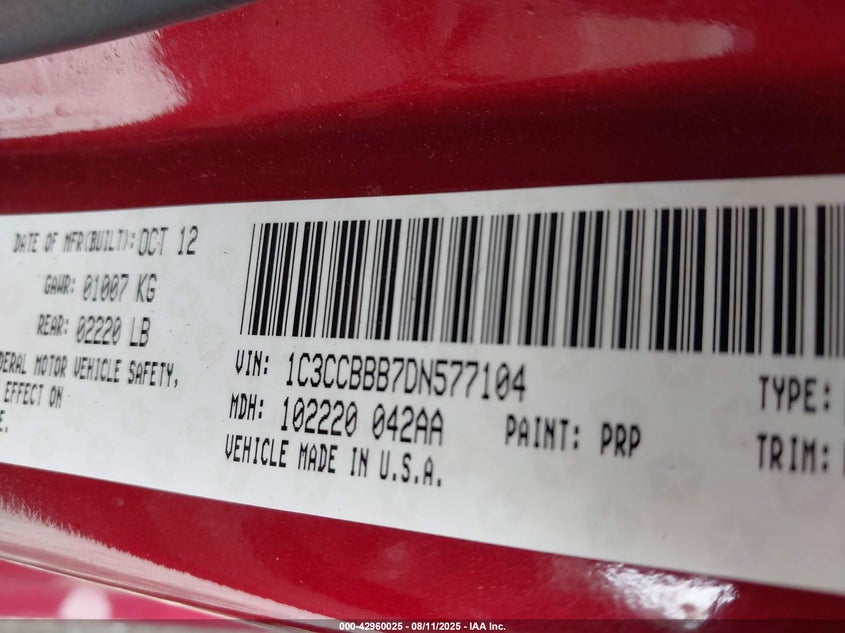 DATE OF MFR(BUILT): OCT 12
GAWR: 01007 KG
REAR: 02220 LB
MOTOR VEHICLE SAFETY,
EFFECT ON
VIN: 1C3CCBBB7DN577104
MDH: 102220 042AA
PAINT: PRP
VEHICLE MADE IN U.S.A.
TYPE:
TRIM:
000-42960025 - 08/11/2025 - IAA Inc.